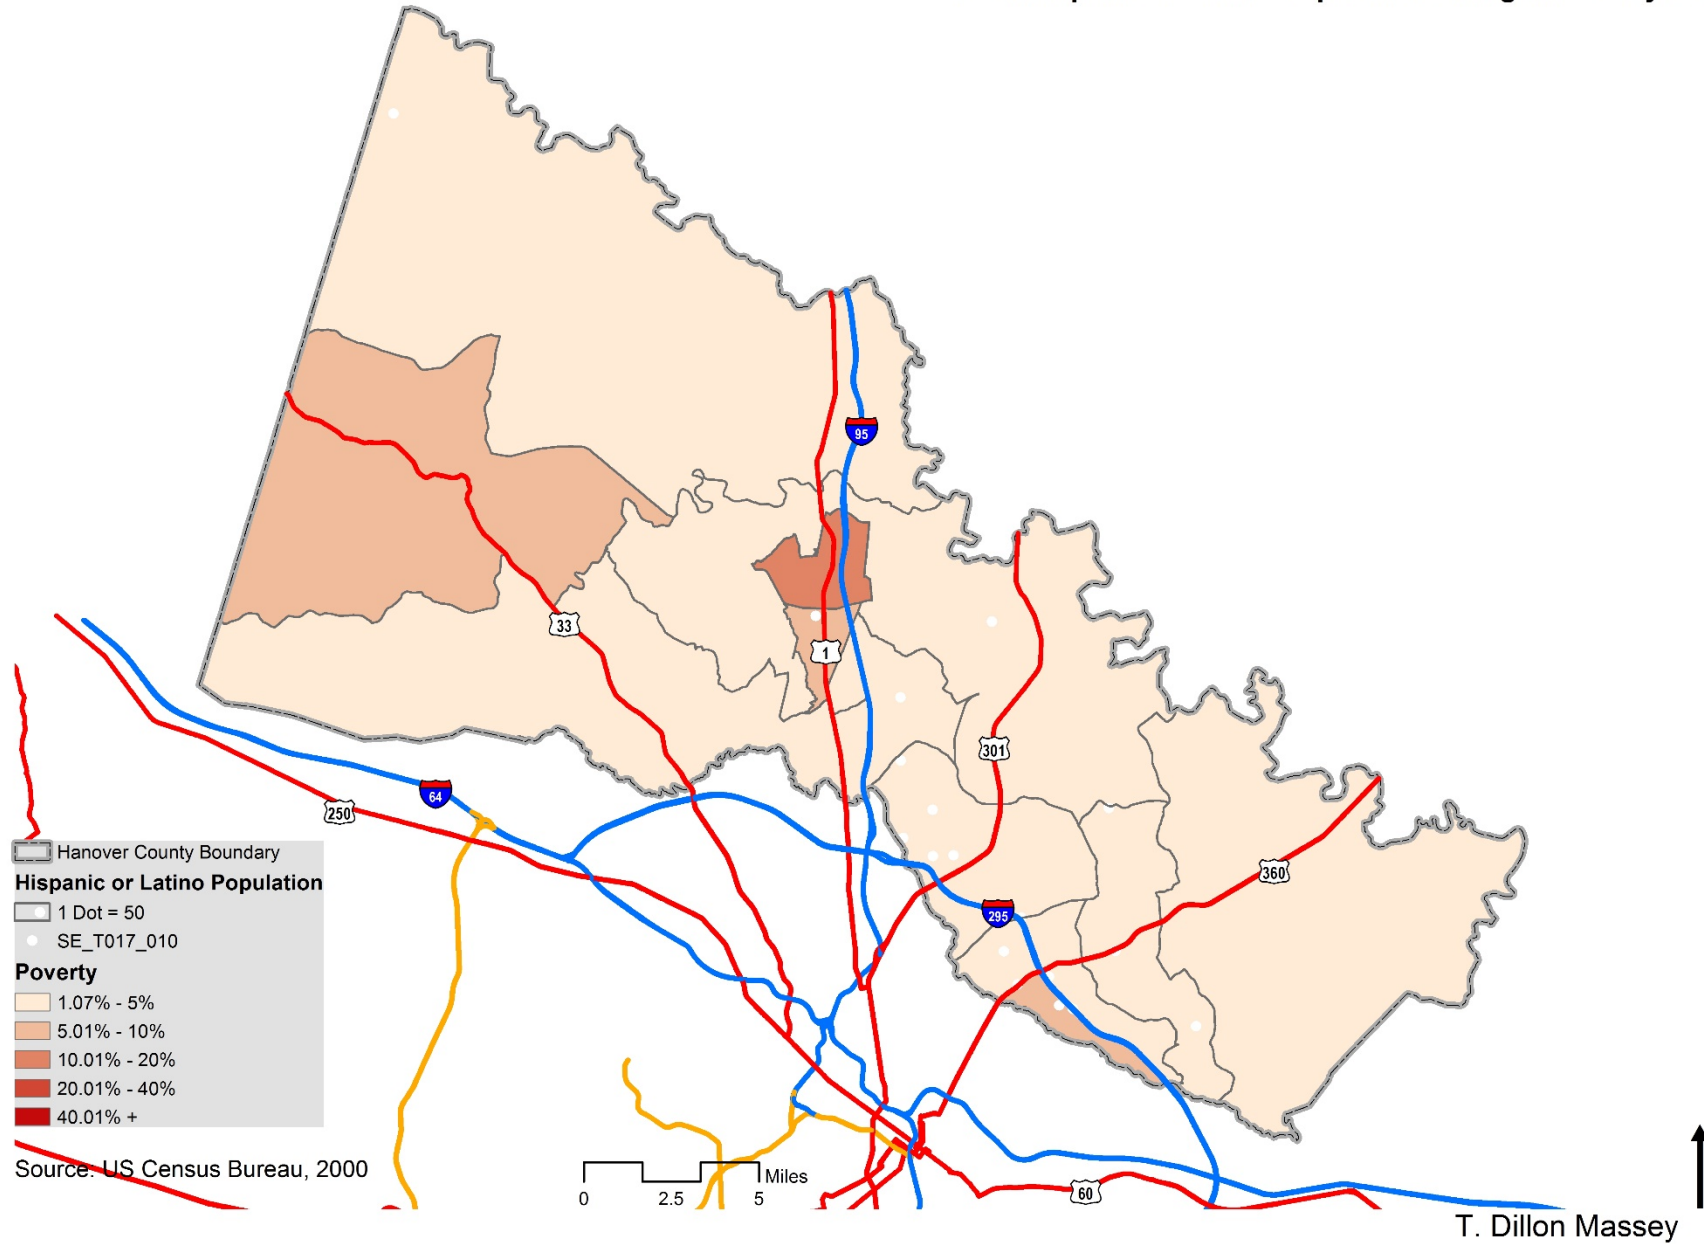 95
33
1
301
64
250
360
295
Hanover County Boundary
Hispanic or Latino Population
1 Dot = 50
SE_T017_010
Poverty
1.07% - 5%
5.01% - 10%
10.01% - 20%
20.01% - 40%
40.01% +
Source: US Census Bureau, 2000
Miles
0 2.5 5
60
T. Dillon Massey